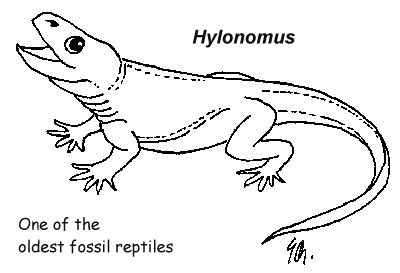 Hylonomus
One of the
oldest fossil reptiles